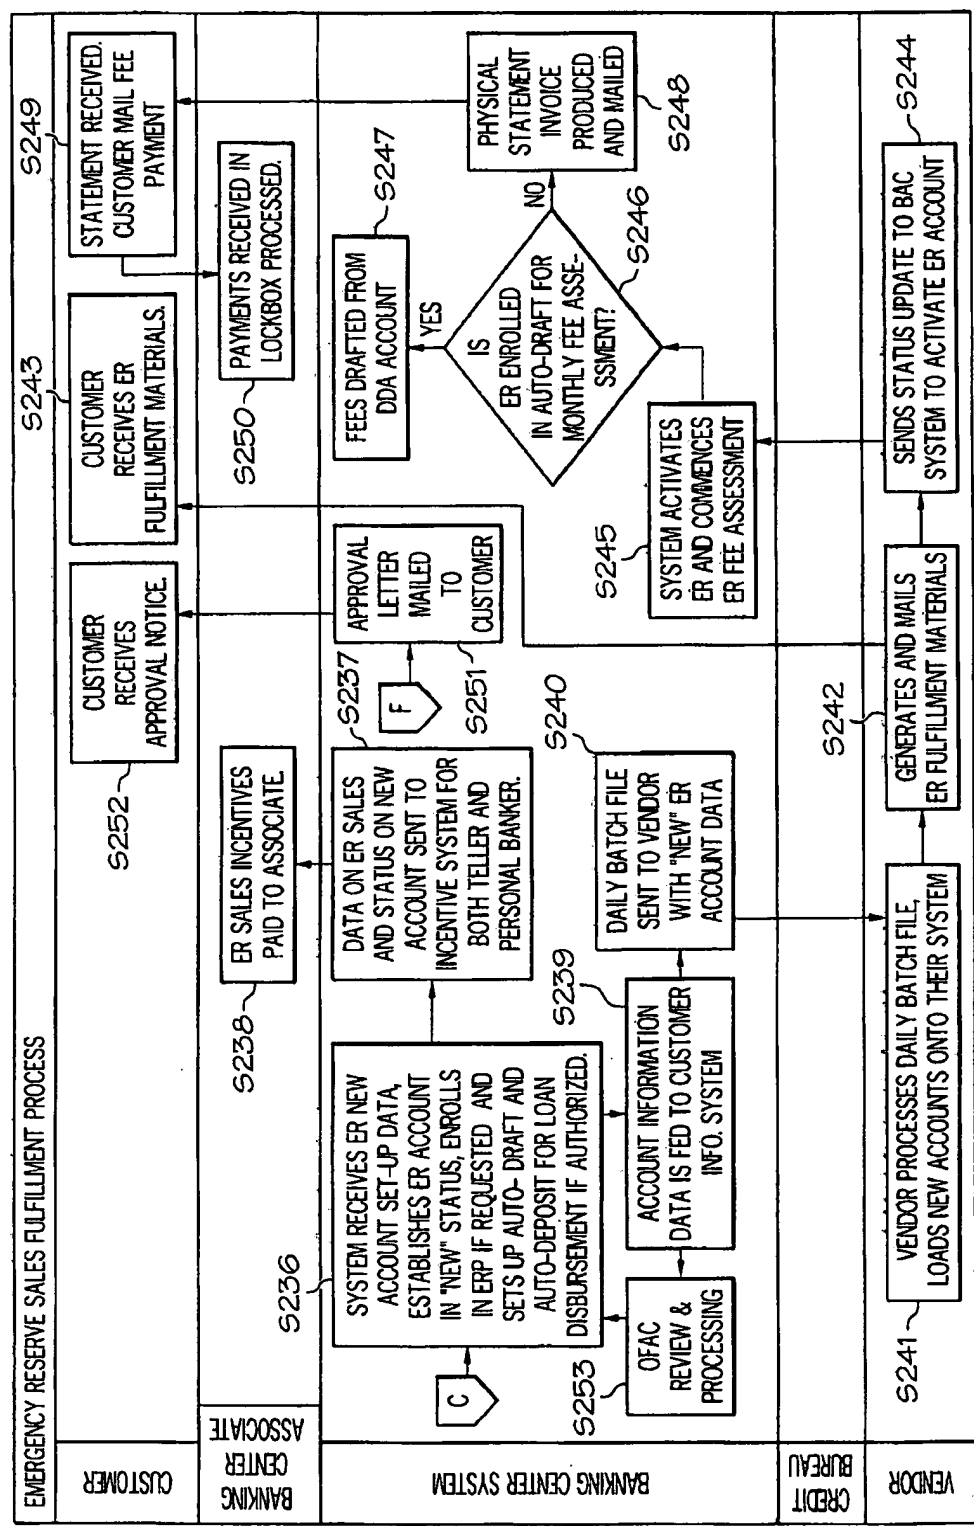 EMERGENCY RESERVE SALES FULFILLMENT PROCESS
CUSTOMER
S252
CUSTOMER
RECEIVES
APPROVAL NOTICE.
S243
CUSTOMER
RECEIVES ER
FULFILLMENT MATERIALS.
S249
STATEMENT RECEIVED.
CUSTOMER MAIL FEE
PAYMENT
BANKING
CENTER
ASSOCIATE
S238
ER SALES INCENTIVES
PAID TO ASSOCIATE.
S250
PAYMENTS RECEIVED IN
LOCKBOX PROCESSED.
BANKING CENTER SYSTEM
C
S236
SYSTEM RECEIVES ER NEW
ACCOUNT SET-UP DATA,
ESTABLISHES ER ACCOUNT
IN "NEW" STATUS, ENROLLS
IN ERP IF REQUESTED AND
SETS UP AUTO- DRAFT AND
AUTO-DEPOSIT FOR LOAN
DISBURSEMENT IF AUTHORIZED.
S237
DATA ON ER SALES
AND STATUS ON NEW
ACCOUNT SENT TO
INCENTIVE SYSTEM FOR
BOTH TELLER AND
PERSONAL BANKER.
F
S251
APPROVAL
LETTER
MAILED
TO
CUSTOMER
S253
OFAC
REVIEW &
PROCESSING
S239
ACCOUNT INFORMATION
DATA IS FED TO CUSTOMER
INFO. SYSTEM
S240
DAILY BATCH FILE
SENT TO VENDOR
WITH "NEW" ER
ACCOUNT DATA
S245
SYSTEM ACTIVATES
ER AND COMMENCES
ER FEE ASSESSMENT
S246
IS
ER ENROLLED
IN AUTO-DRAFT FOR
MONTHLY FEE ASSE-
SSMENT?
YES
NO
S247
FEES DRAFTED FROM
DDA ACCOUNT
S248
PHYSICAL
STATEMENT
INVOICE
PRODUCED
AND MAILED
CREDIT
BUREAU
VENDOR
S241
VENDOR PROCESSES DAILY BATCH FILE,
LOADS NEW ACCOUNTS ONTO THEIR SYSTEM
S242
GENERATES AND MAILS
ER FULFILLMENT MATERIALS
S244
SENDS STATUS UPDATE TO BAC
SYSTEM TO ACTIVATE ER ACCOUNT